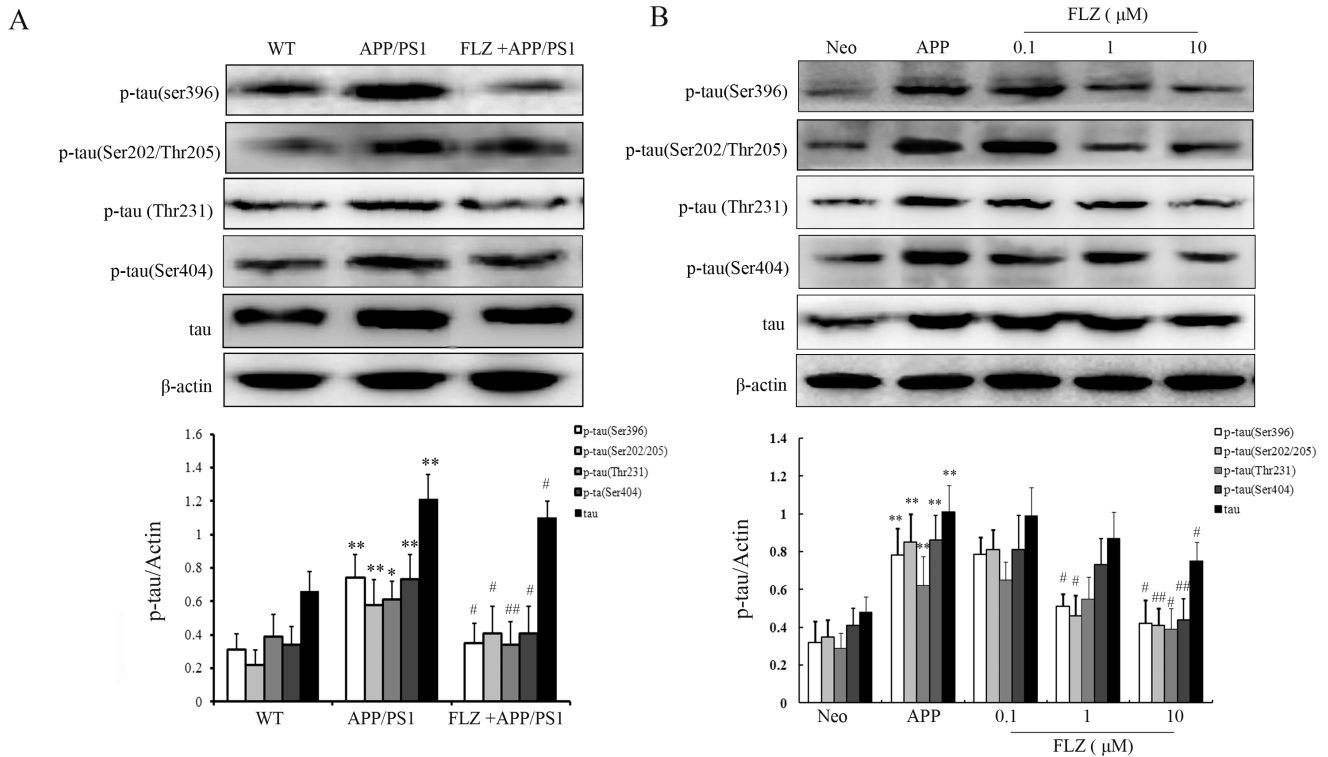 A
WT APP/PS1 FLZ +APP/PS1
p-tau(ser396)
p-tau(Ser202/Thr205)
p-tau (Thr231)
p-tau(Ser404)
tau
β-actin
1.6
1.4
1.2
1
0.8
0.6
0.4
0.2
0
p-tau/Actin
** ** * ** **
# # ## # #
p-tau(Ser396)
p-tau(Ser202/205)
p-tau(Thr231)
p-ta(Ser404)
tau
WT APP/PS1 FLZ +APP/PS1
B
FLZ ( μM)
Neo APP 0.1 1 10
p-tau(Ser396)
p-tau(Ser202/Thr205)
p-tau (Thr231)
p-tau(Ser404)
tau
β-actin
1.4
1.2
1
0.8
0.6
0.4
0.2
0
p-tau/Actin
** ** ** ** **
# #
# ## # ## #
p-tau(Ser396)
p-tau(Ser202/205)
p-tau(Thr231)
p-tau(Ser404)
tau
Neo APP 0.1 1 10
FLZ ( μM)